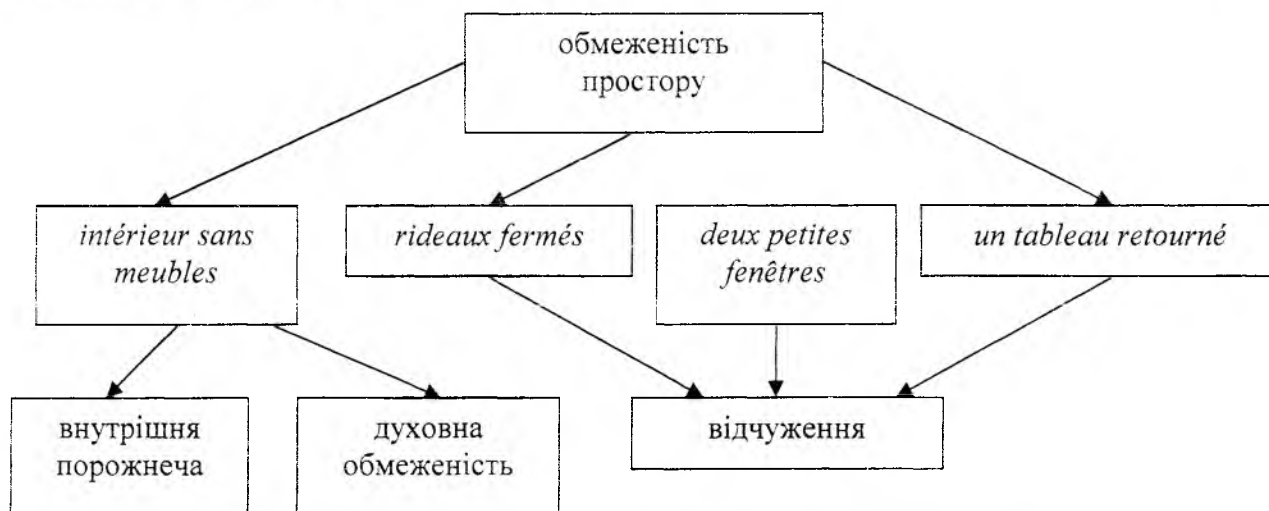 обмеженість
простору
intérieur sans
meubles
rideaux fermés
deux petites
fenêtres
un tableau retourné
внутрішня
порожнеча
духовна
обмеженість
відчуження